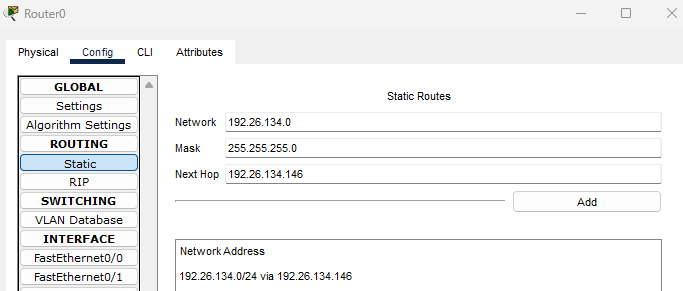 Router0
Physical Config CLI Attributes
GLOBAL
Settings
Algorithm Settings
ROUTING
Static
RIP
SWITCHING
VLAN Database
INTERFACE
FastEthernet0/0
FastEthernet0/1
Static Routes
Network 192.26.134.0
Mask 255.255.255.0
Next Hop 192.26.134.146
Add
Network Address
192.26.134.0/24 via 192.26.134.146